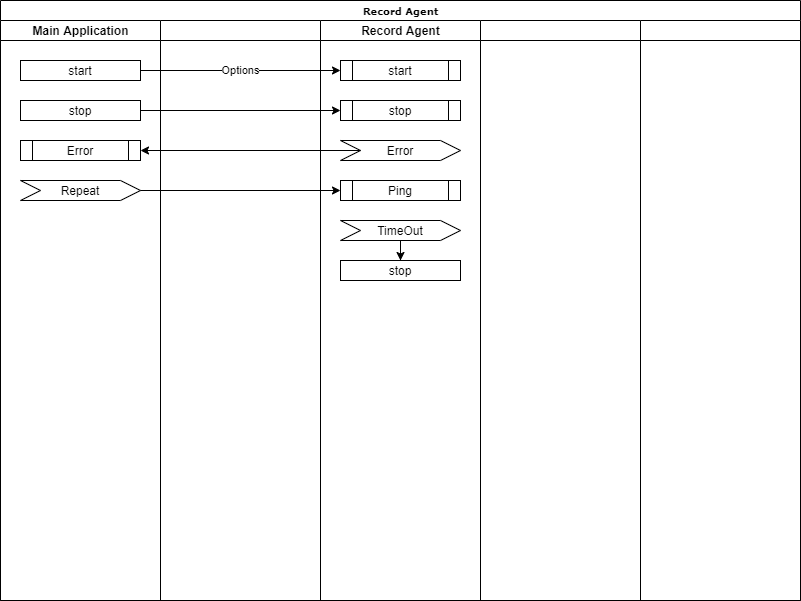 Record Agent
Main Application
Record Agent
start
Options
start
stop
stop
Error
Error
Repeat
Ping
TimeOut
stop